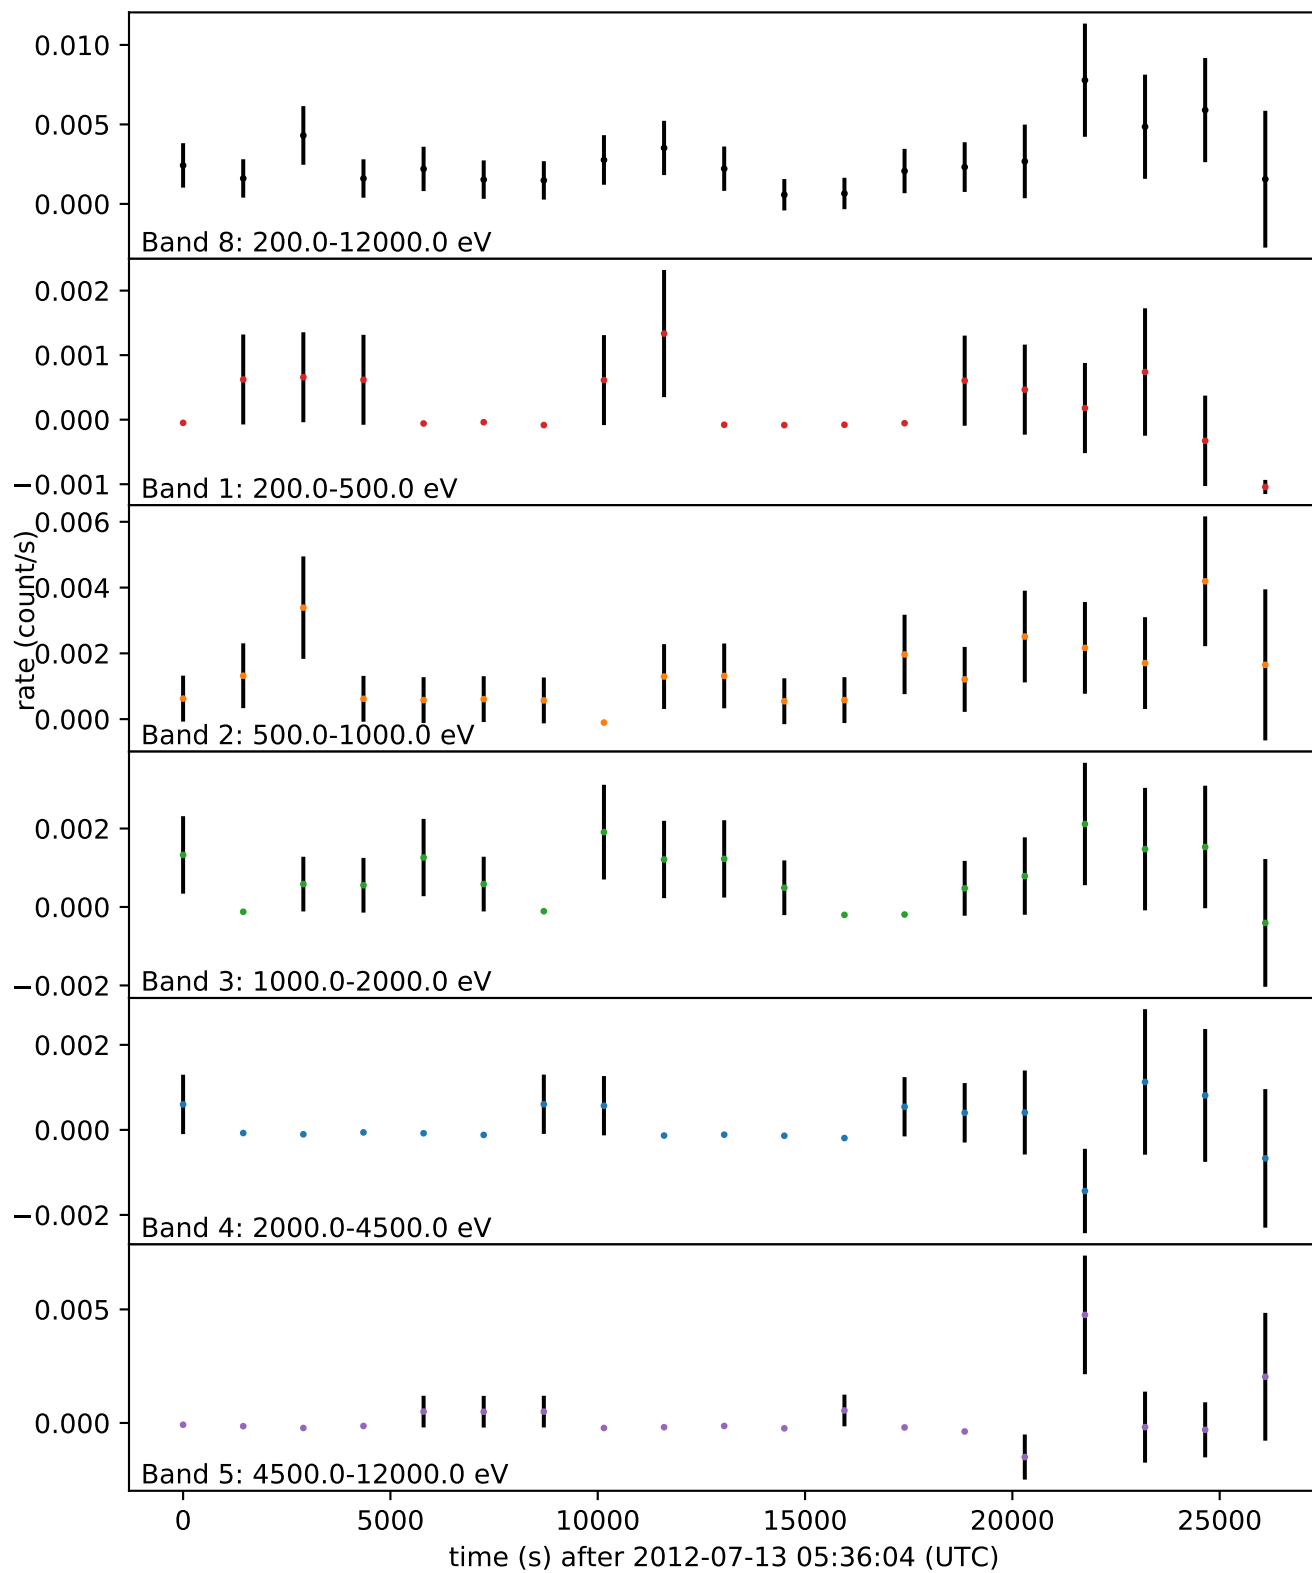 0.010
0.005
0.000
Band 8: 200.0-12000.0 eV
0.002
0.001
0.000
−0.001
Band 1: 200.0-500.0 eV
rate (count/s)
0.006
0.004
0.002
0.000
Band 2: 500.0-1000.0 eV
0.002
0.000
−0.002
Band 3: 1000.0-2000.0 eV
0.002
0.000
−0.002
Band 4: 2000.0-4500.0 eV
0.005
0.000
Band 5: 4500.0-12000.0 eV
0 5000 10000 15000 20000 25000
time (s) after 2012-07-13 05:36:04 (UTC)